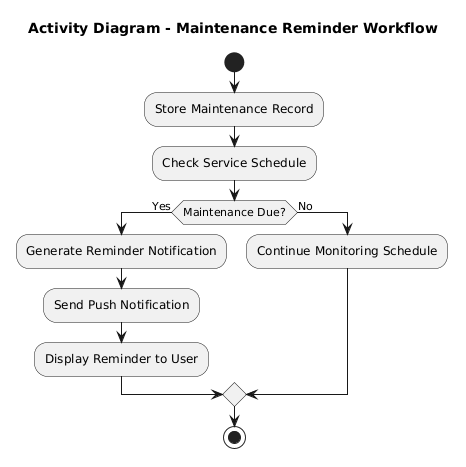 Activity Diagram - Maintenance Reminder Workflow
Store Maintenance Record
Check Service Schedule
Yes
Maintenance Due?
No
Generate Reminder Notification
Continue Monitoring Schedule
Send Push Notification
Display Reminder to User